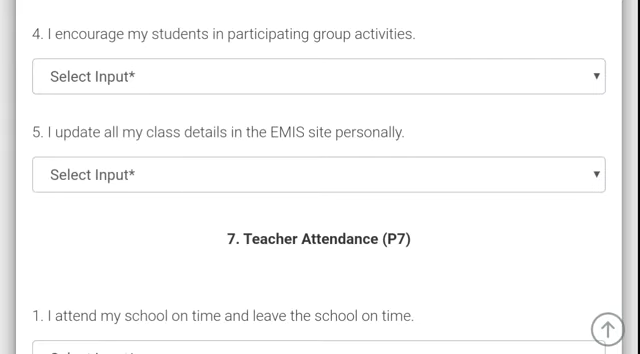 4. I encourage my students in participating group activities.
Select Input*
5. I update all my class details in the EMIS site personally.
Select Input*
7. Teacher Attendance (P7)
1. I attend my school on time and leave the school on time.